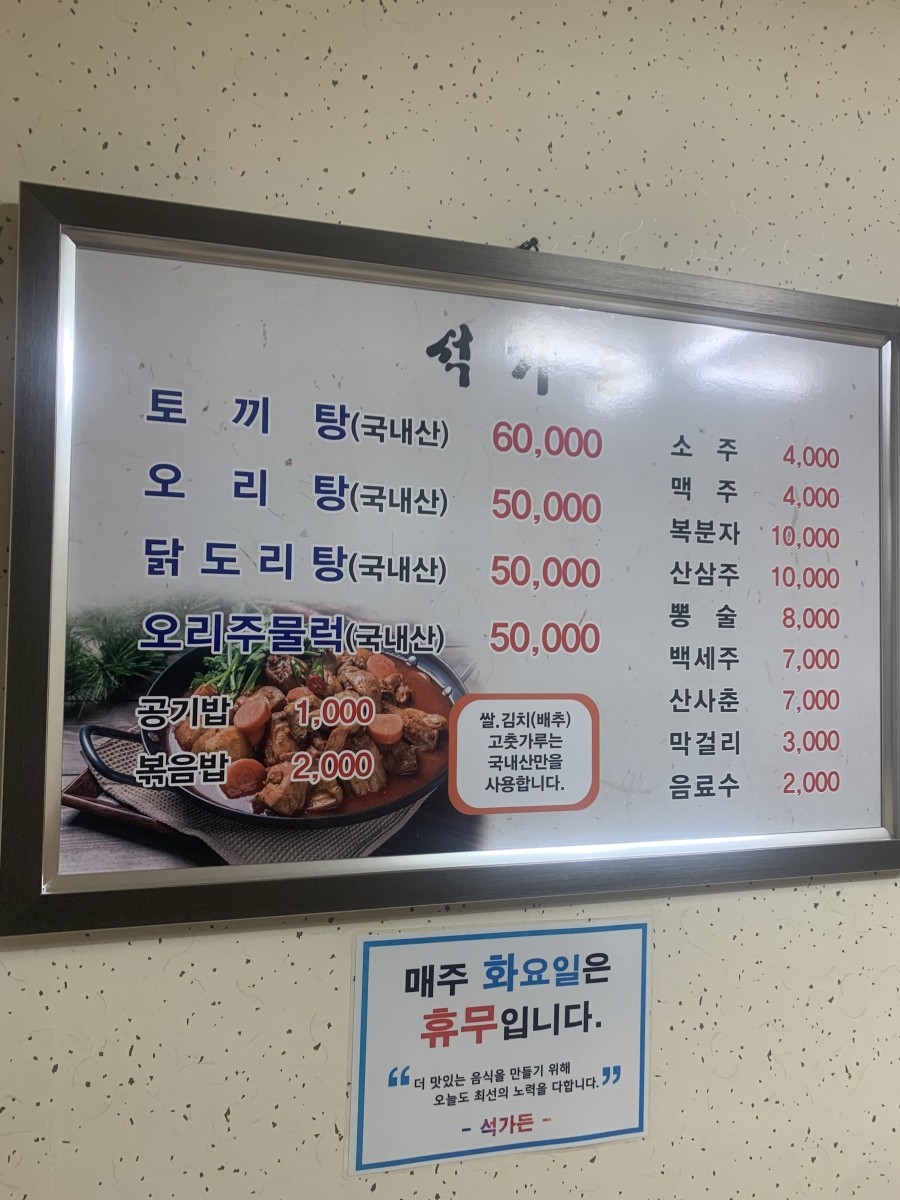 석가
토끼탕(국내산) 60,000
오리탕(국내산) 50,000
닭도리탕(국내산) 50,000
오리주물럭(국내산) 50,000
공기밥 1,000
볶음밥 2,000
쌀.김치(배추)
고춧가루는
국내산만을
사용합니다.
소주 4,000
맥주 4,000
복분자 10,000
산삼주 10,000
뽕술 8,000
백세주 7,000
산사춘 7,000
막걸리 3,000
음료수 2,000
매주 화요일은
휴무입니다.
“더 맛있는 음식을 만들기 위해
오늘도 최선의 노력을 다합니다.”
- 석가든 -